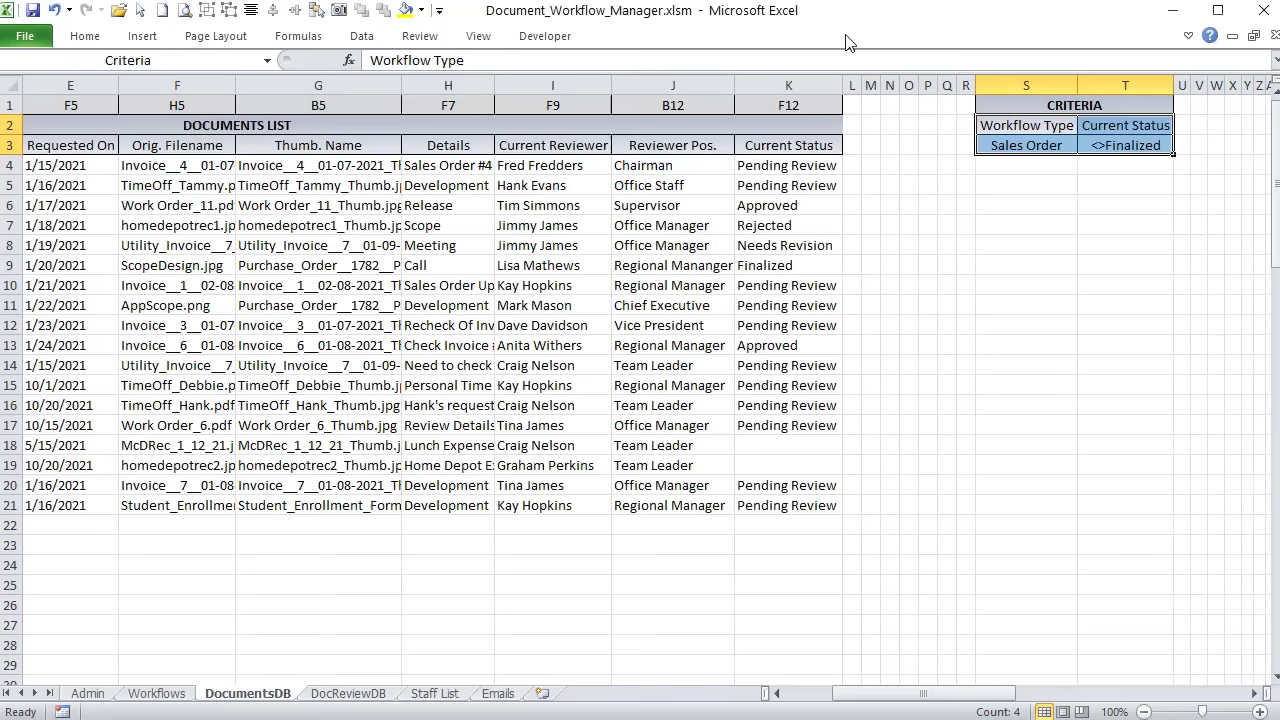 Document_Workflow_Manager.xlsm - Microsoft Excel
File Home Insert Page Layout Formulas Data Review View Developer
Criteria fx Workflow Type
E F G H I J K L M N O P Q R S T U V W X Y Z
1 F5 H5 B5 F7 F9 B12 F12 CRITERIA
2 DOCUMENTS LIST Workflow Type Current Status
3 Requested On Orig. Filename Thumb. Name Details Current Reviewer Reviewer Pos. Current Status Sales Order <>Finalized
4 1/15/2021 Invoice__4__01-07 Invoice__4__01-07-2021_Th Sales Order #4 Fred Fredders Chairman Pending Review
5 1/16/2021 TimeOff_Tammy.p TimeOff_Tammy_Thumb.jp Development Hank Evans Office Staff Pending Review
6 1/17/2021 Work Order_11.pd Work Order_11_Thumb.jpg Release Tim Simmons Supervisor Approved
7 1/18/2021 homedepotrec1.jp homedepotrec1_Thumb.jp Scope Jimmy James Office Manager Rejected
8 1/19/2021 Utility_Invoice__7_ Utility_Invoice__7__01-09- Meeting Jimmy James Office Manager Needs Revision
9 1/20/2021 ScopeDesign.jpg Purchase_Order__1782__P Call Lisa Mathews Regional Mananger Finalized
10 1/21/2021 Invoice__1__02-08 Invoice__1__02-08-2021_Th Sales Order Up Kay Hopkins Regional Manager Pending Review
11 1/22/2021 AppScope.png Purchase_Order__1782__P Development Mark Mason Chief Executive Pending Review
12 1/23/2021 Invoice__3__01-07 Invoice__3__01-07-2021_Th Recheck Of Inv Dave Davidson Vice President Pending Review
13 1/24/2021 Invoice__6__01-08 Invoice__6__01-08-2021_Th Check Invoice Anita Withers Regional Manager Approved
14 1/15/2021 Utility_Invoice__7_ Utility_Invoice__7__01-09- Need to check Craig Nelson Team Leader Pending Review
15 10/1/2021 TimeOff_Debbie.p TimeOff_Debbie_Thumb.jp Personal Time Kay Hopkins Regional Manager Pending Review
16 10/20/2021 TimeOff_Hank.pdf TimeOff_Hank_Thumb.jpg Hank's request Craig Nelson Team Leader Pending Review
17 10/15/2021 Work Order_6.pdf Work Order_6_Thumb.jpg Review Details Tina James Office Manager Pending Review
18 5/15/2021 McDRec_1_12_21.j McDRec_1_12_21_Thumb.j Lunch Expense Craig Nelson Team Leader
19 10/20/2021 homedepotrec2.jp homedepotrec2_Thumb.jp Home Depot E Graham Perkins Team Leader
20 1/16/2021 Invoice__7__01-08 Invoice__7__01-08-2021_Th Development Tina James Office Manager Pending Review
21 1/16/2021 Student_Enrollmer Student_Enrollment_Form Development Kay Hopkins Regional Manager Pending Review
22
23
24
25
26
27
28
29
Admin Workflows DocumentsDB DocReviewDB Staff List Emails
Ready Count: 4 100%